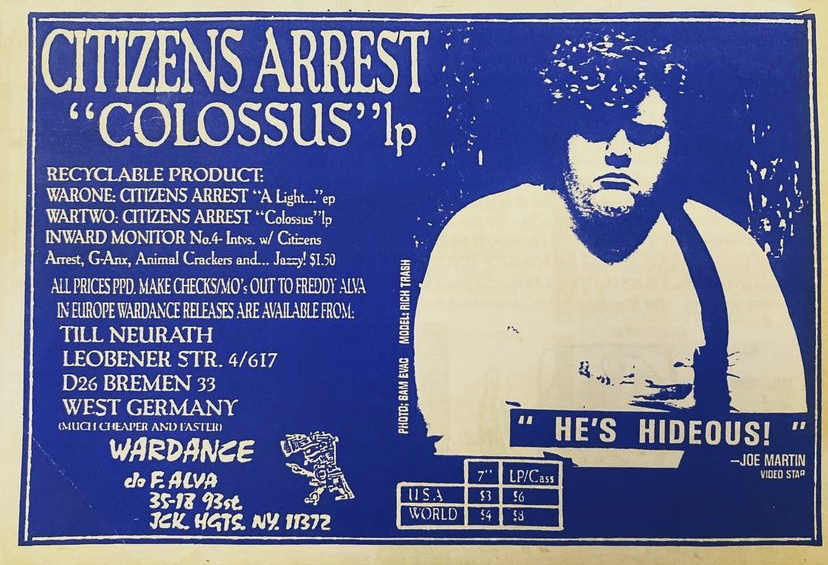 CITIZENS ARREST
"COLOSSUS" lp
RECYCLABLE PRODUCT:
WARONE: CITIZENS ARREST "A Light..." ep
WARTWO: CITIZENS ARREST "Colossus" lp
INWARD MONITOR No.4- Intvs. w/ Citizens
Arrest, G-Anx, Animal Crackers and... Jazzy! $1.50
ALL PRICES PPD. MAKE CHECKS/MO's OUT TO FREDDY ALVA
IN EUROPE WARDANCE RELEASES ARE AVAILABLE FROM:
TILL NEURATH
LEOBENER STR. 4/617
D26 BREMEN 33
WEST GERMANY
(MUCH CHEAPER AND FASTER)
WARDANCE
c/o F. ALVA
35-18 93st
JCK. HGTS. NY. 11372
PHOTO: BAM EVAC MODEL: RICH TRASH
" HE'S HIDEOUS! "
—JOE MARTIN
VIDEO STAR
7" LP/Cass
U.S.A $3 $6
WORLD $4 $8